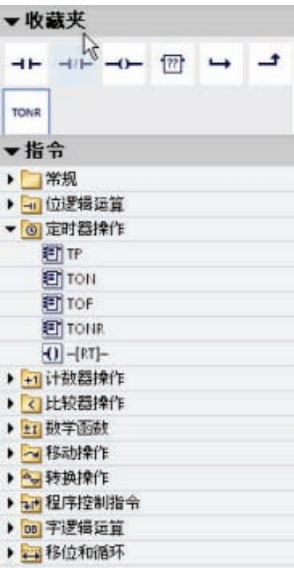 收藏夹
??
TONR
指令
常规
位逻辑运算
定时器操作
TP
TON
TOF
TONR
-[RT]-
+1 计数器操作
< 比较器操作
±1 数学函数
移动操作
转换操作
程序控制指令
DB 字逻辑运算
移位和循环